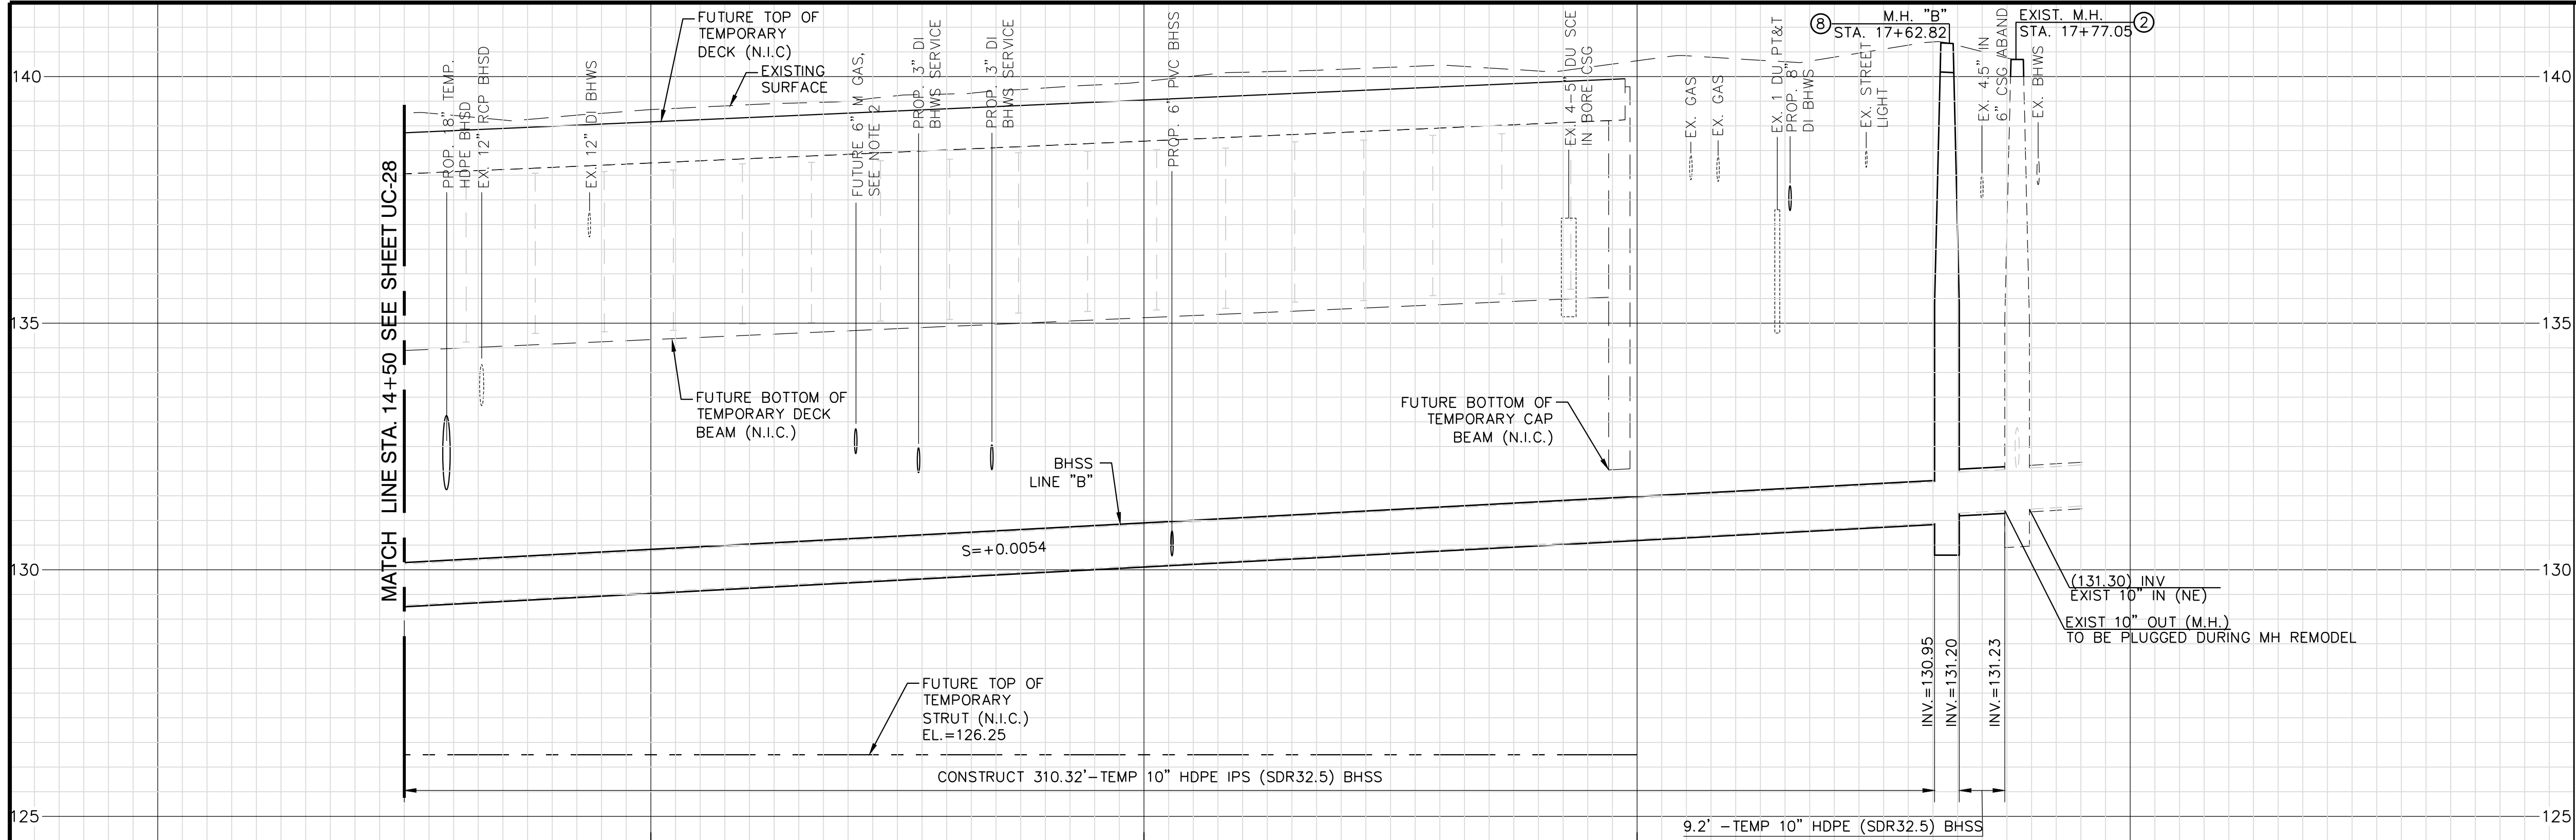 FUTURE TOP OF
TEMPORARY
DECK (N.I.C)
EXISTING
SURFACE
PROP. 18" TEMP.
HDPE BHSD
EX. 12" RCP BHSD
EX. 12" DI BHWS
FUTURE 6" M GAS,
SEE NOTE 2
PROP. 3" DI
BHWS SERVICE
PROP. 3" DI
BHWS SERVICE
PROP. 6" PVC BHSS
EX. 4-5" DU SCE
IN BORE CSG
EX. GAS
EX. GAS
EX. 1 DU PT&T
PROP. 8"
DI BHWS
EX. STREET
LIGHT
8
M.H. "B"
STA. 17+62.82
EX. 4.5" IN
6" CSG ABAND
EXIST. M.H.
STA. 17+77.05
2
EX. BHWS
140
140
135
135
130
130
125
125
MATCH LINE STA. 14+50 SEE SHEET UC-28
FUTURE BOTTOM OF
TEMPORARY DECK
BEAM (N.I.C.)
FUTURE BOTTOM OF
TEMPORARY CAP
BEAM (N.I.C.)
BHSS
LINE "B"
S=+0.0054
(131.30) INV
EXIST 10" IN (NE)
EXIST 10" OUT (M.H.)
TO BE PLUGGED DURING MH REMODEL
INV.=130.95
INV.=131.20
INV.=131.23
FUTURE TOP OF
TEMPORARY
STRUT (N.I.C.)
EL.=126.25
CONSTRUCT 310.32'-TEMP 10" HDPE IPS (SDR32.5) BHSS
9.2' -TEMP 10" HDPE (SDR32.5) BHSS